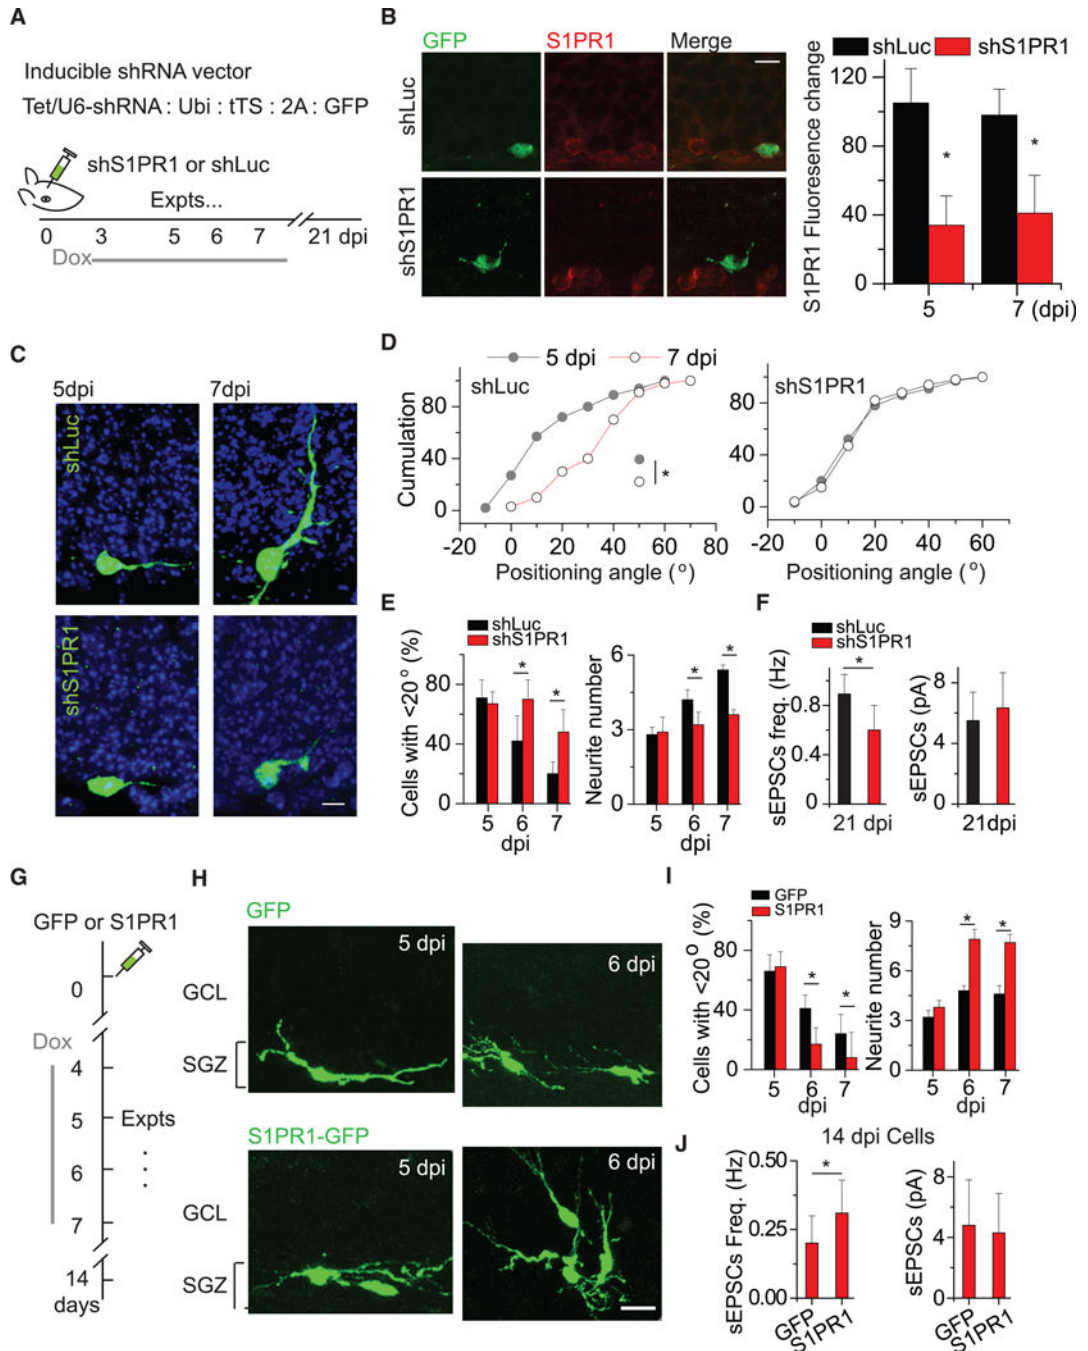 A
Inducible shRNA vector
Tet/U6-shRNA : Ubi : tTS : 2A : GFP
shS1PR1 or shLuc
Expts...
0 3 5 6 7 21 dpi
Dox
B
GFP S1PR1 Merge
shLuc
shS1PR1
shLuc shS1PR1
S1PR1 Fluoresence change
120
80
40
0
* *
5 7 (dpi)
C
5dpi 7dpi
shLuc
shS1PR1
D
5 dpi 7 dpi
shLuc
shS1PR1
Cumulation
80
40
0
*
-20 0 20 40 60 80
Positioning angle (°)
80
40
0
-20 0 20 40 60
Positioning angle (°)
E
shLuc
shS1PR1
Cells with <20° (%)
80
40
0
* *
5 6 7
dpi
Neurite number
6
3
0
* *
5 6 7
dpi
F
shLuc
shS1PR1
sEPSCs freq. (Hz)
0.8
0.4
0
*
21 dpi
sEPSCs (pA)
8
4
0
21dpi
G
GFP or S1PR1
0
Dox
4
5
6
7
14
days
Expts
H
GFP
5 dpi 6 dpi
GCL
SGZ
S1PR1-GFP
5 dpi 6 dpi
GCL
SGZ
I
GFP
S1PR1
Cells with <20° (%)
80
40
0
* *
5 6 7
dpi
Neurite number
9
6
3
0
* *
5 6 7
dpi
J
14 dpi Cells
sEPSCs Freq. (Hz)
0.50
0.25
0.00
*
GFP
S1PR1
sEPSCs (pA)
8
4
0
GFP
S1PR1